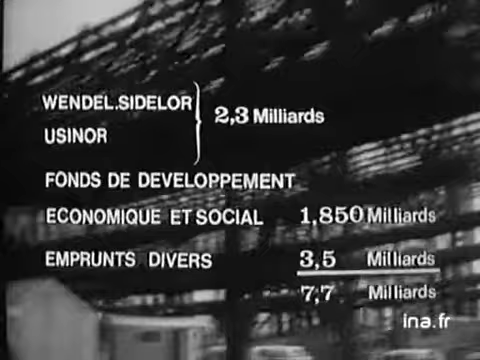 WENDEL.SIDELOR
USINOR
2,3 Milliards
FONDS DE DEVELOPPEMENT
ECONOMIQUE ET SOCIAL 1,850 Milliards
EMPRUNTS DIVERS 3,5 Milliards
7,7 Milliards
ina.fr